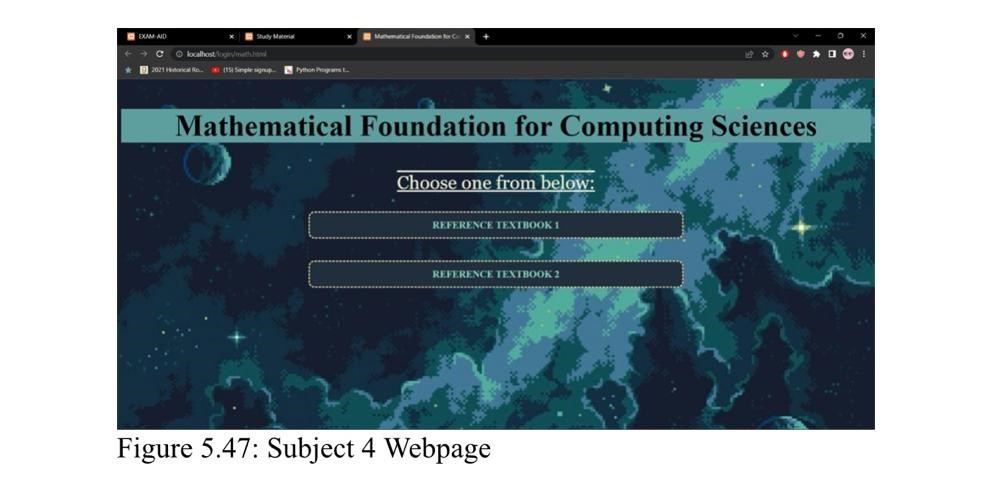 EXAM-AID
Study Material
Mathematical Foundation for Co
localhost/login/math.html
2021 Historical Ro...
(15) Simple signup...
Python Programs t...
Mathematical Foundation for Computing Sciences
Choose one from below:
REFERENCE TEXTBOOK 1
REFERENCE TEXTBOOK 2
Figure 5.47: Subject 4 Webpage